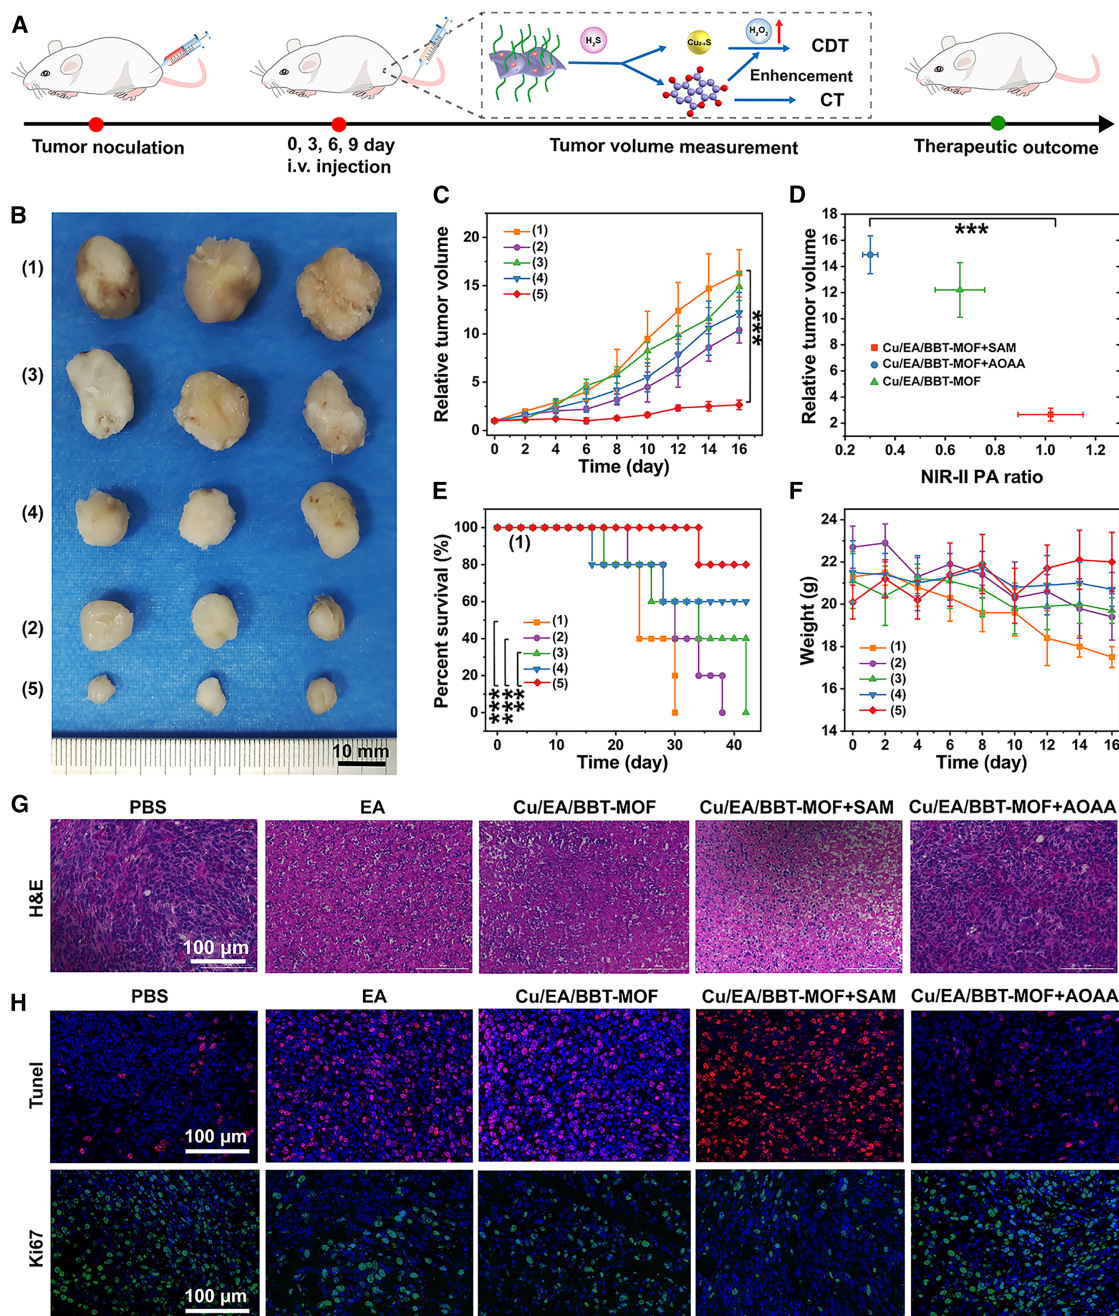 A
H₂S
Cu₂₋ₓS
H₂O₂
CDT
Enhencement
CT
Tumor noculation
0, 3, 6, 9 day
i.v. injection
Tumor volume measurement
Therapeutic outcome
B
(1)
(3)
(4)
(2)
(5)
10 mm
C
Relative tumor volume
20
15
10
5
0
(1)
(2)
(3)
(4)
(5)
***
0 2 4 6 8 10 12 14 16
Time (day)
D
Relative tumor volume
18
16
14
12
10
8
6
4
2
***
Cu/EA/BBT-MOF+SAM
Cu/EA/BBT-MOF+AOAA
Cu/EA/BBT-MOF
0.2 0.4 0.6 0.8 1.0 1.2
NIR-II PA ratio
E
Percent survival (%)
100
80
60
40
20
0
(1)
(1)
(2)
(3)
(4)
(5)
***
***
**
0 10 20 30 40
Time (day)
F
Weight (g)
24
22
20
18
16
14
(1)
(2)
(3)
(4)
(5)
0 2 4 6 8 10 12 14 16
Time (day)
G
PBS EA Cu/EA/BBT-MOF Cu/EA/BBT-MOF+SAM Cu/EA/BBT-MOF+AOAA
H&E
100 μm
H
PBS EA Cu/EA/BBT-MOF Cu/EA/BBT-MOF+SAM Cu/EA/BBT-MOF+AOAA
Tunel
100 μm
Ki67
100 μm